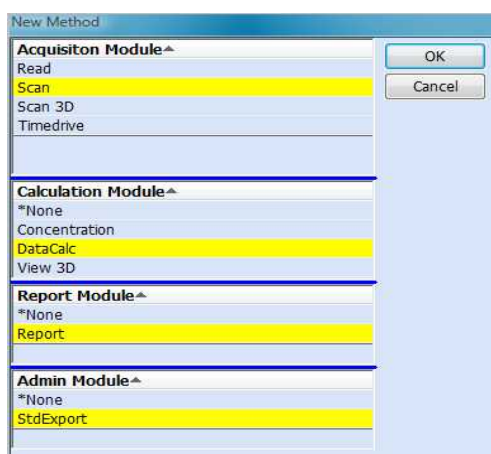 New Method
Acquisiton Module
OK
Read
Scan
Cancel
Scan 3D
Timedrive
Calculation Module
*None
Concentration
DataCalc
View 3D
Report Module
*None
Report
Admin Module
*None
StdExport